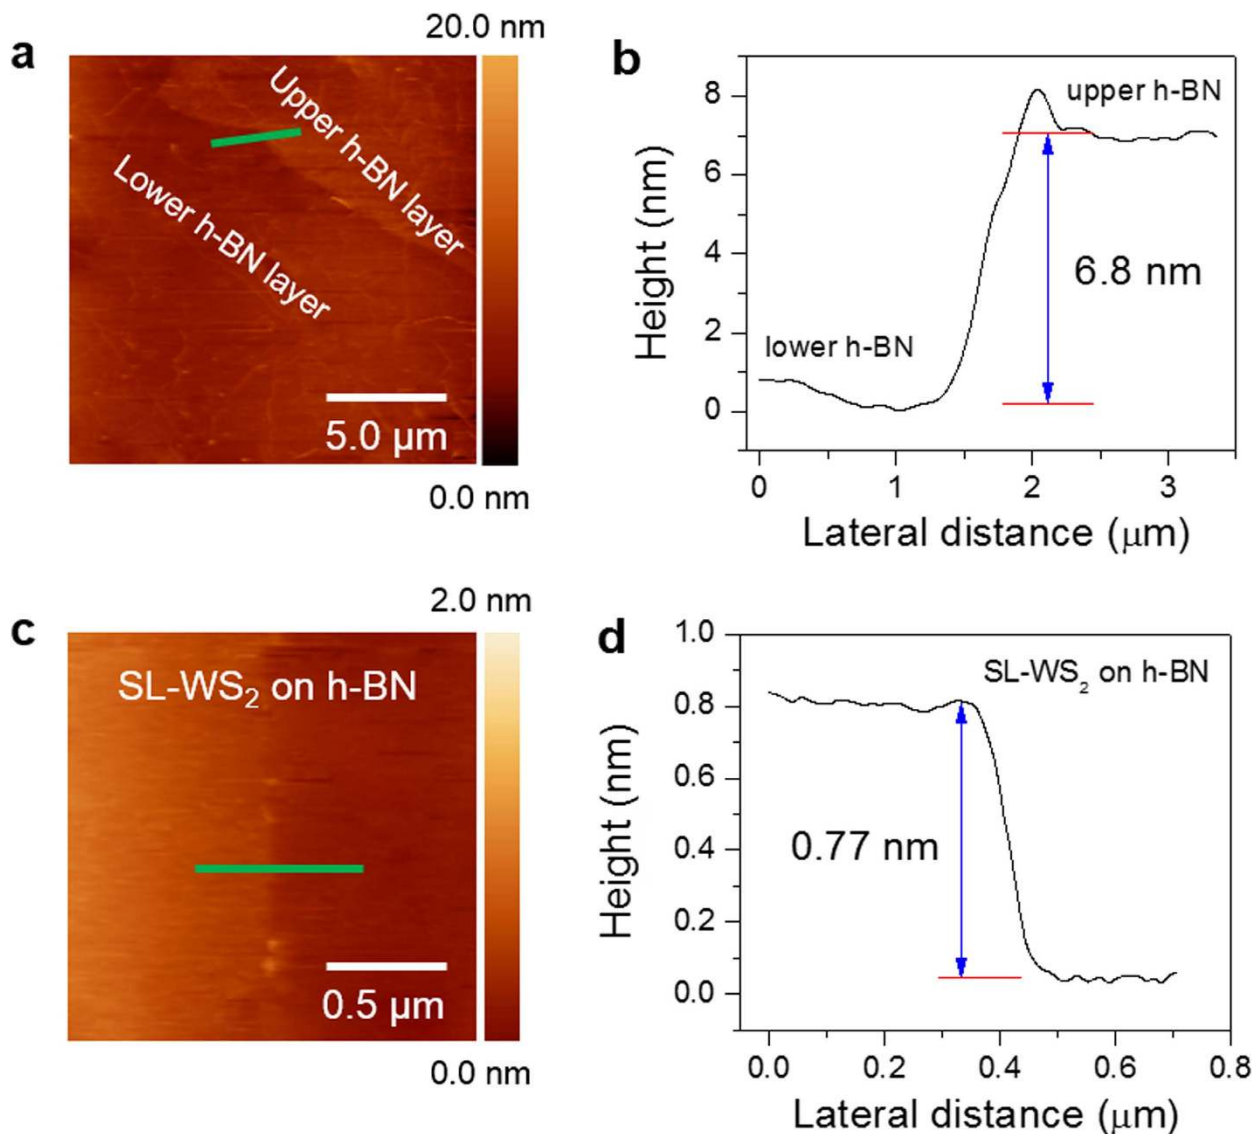 a
20.0 nm
Upper h-BN layer
Lower h-BN layer
5.0 µm
0.0 nm
b
Height (nm)
8
6
4
2
0
upper h-BN
6.8 nm
lower h-BN
0 1 2 3
Lateral distance (µm)
c
2.0 nm
SL-WS₂ on h-BN
0.5 µm
0.0 nm
d
Height (nm)
1.0
0.8
0.6
0.4
0.2
0.0
SL-WS₂ on h-BN
0.77 nm
0.0 0.2 0.4 0.6 0.8
Lateral distance (µm)